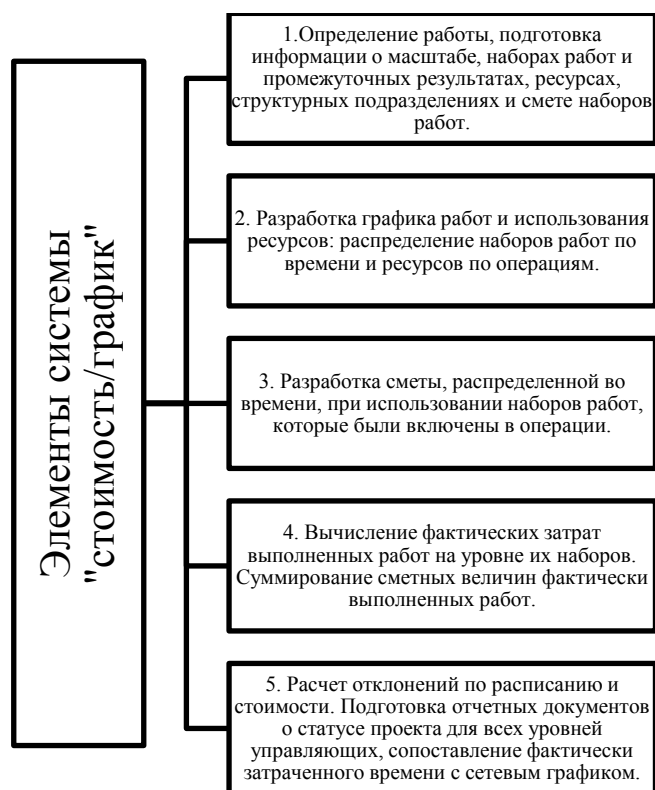 Элементы системы
"стоимость/график"
1.Определение работы, подготовка
информации о масштабе, наборах работ и
промежуточных результатах, ресурсах,
структурных подразделениях и смете наборов
работ.
2. Разработка графика работ и использования
ресурсов: распределение наборов работ по
времени и ресурсов по операциям.
3. Разработка сметы, распределенной во
времени, при использовании наборов работ,
которые были включены в операции.
4. Вычисление фактических затрат
выполненных работ на уровне их наборов.
Суммирование сметных величин фактически
выполненных работ.
5. Расчет отклонений по расписанию и
стоимости. Подготовка отчетных документов
о статусе проекта для всех уровней
управляющих, сопоставление фактически
затраченного времени с сетевым графиком.